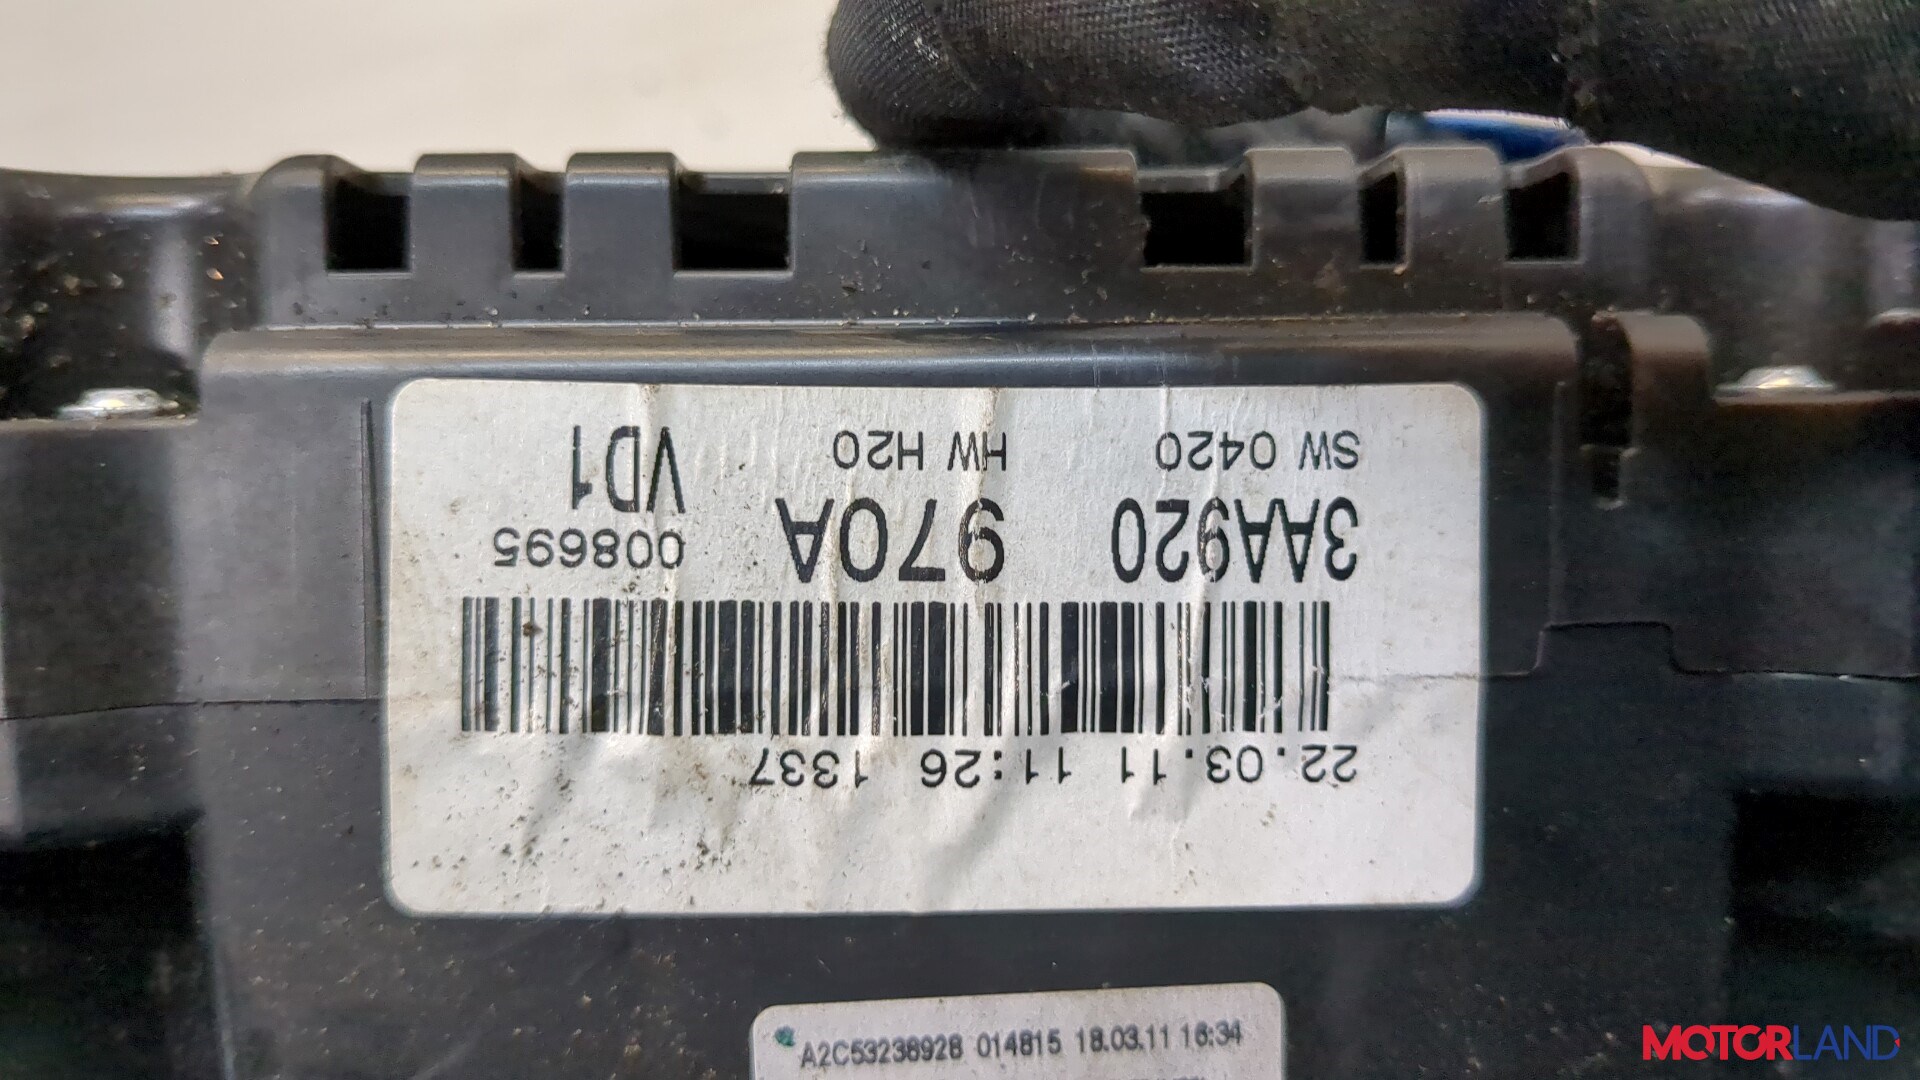 22.03.11 11:26 1337
3AA920 970A 008695
VD1
SW 0420 HW H20
A2C53238928 014815 18.03.11 16:34
MOTORLAND